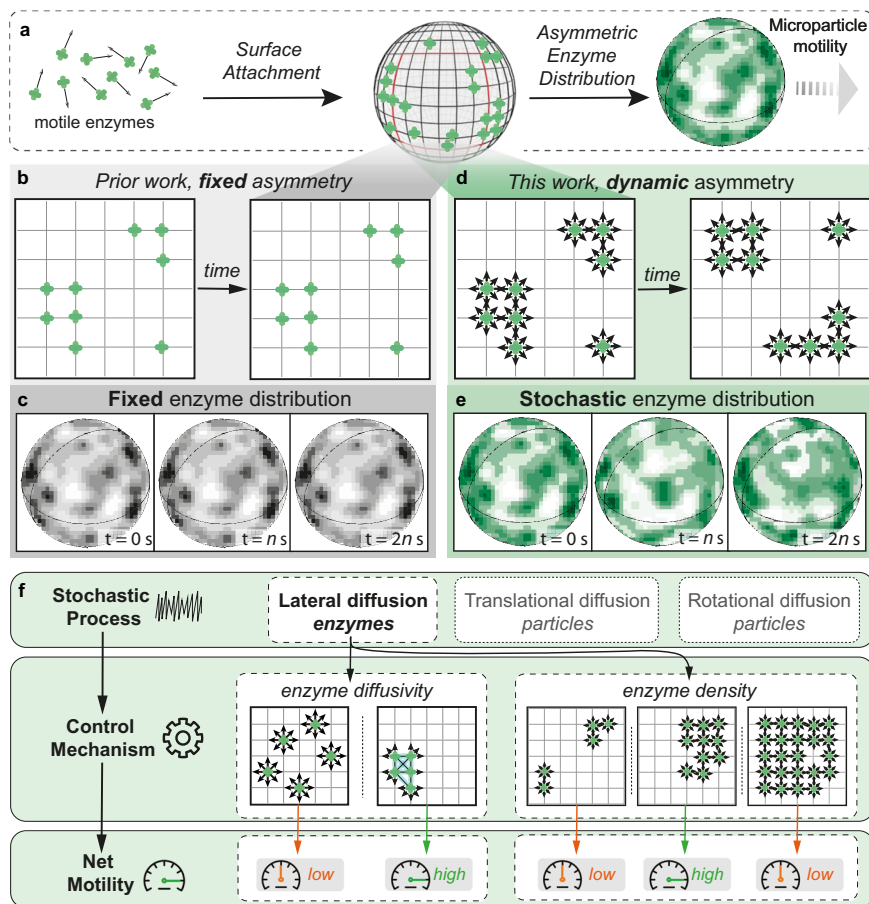 a
motile enzymes
Surface
Attachment
Asymmetric
Enzyme
Distribution
Microparticle
motility
b
Prior work, fixed asymmetry
time
d
This work, dynamic asymmetry
time
c
Fixed enzyme distribution
t = 0 s
t = n s
t = 2n s
e
Stochastic enzyme distribution
t = 0 s
t = n s
t = 2n s
f
Stochastic
Process
Lateral diffusion
enzymes
Translational diffusion
particles
Rotational diffusion
particles
Control
Mechanism
enzyme diffusivity
enzyme density
Net
Motility
low
high
low
high
low